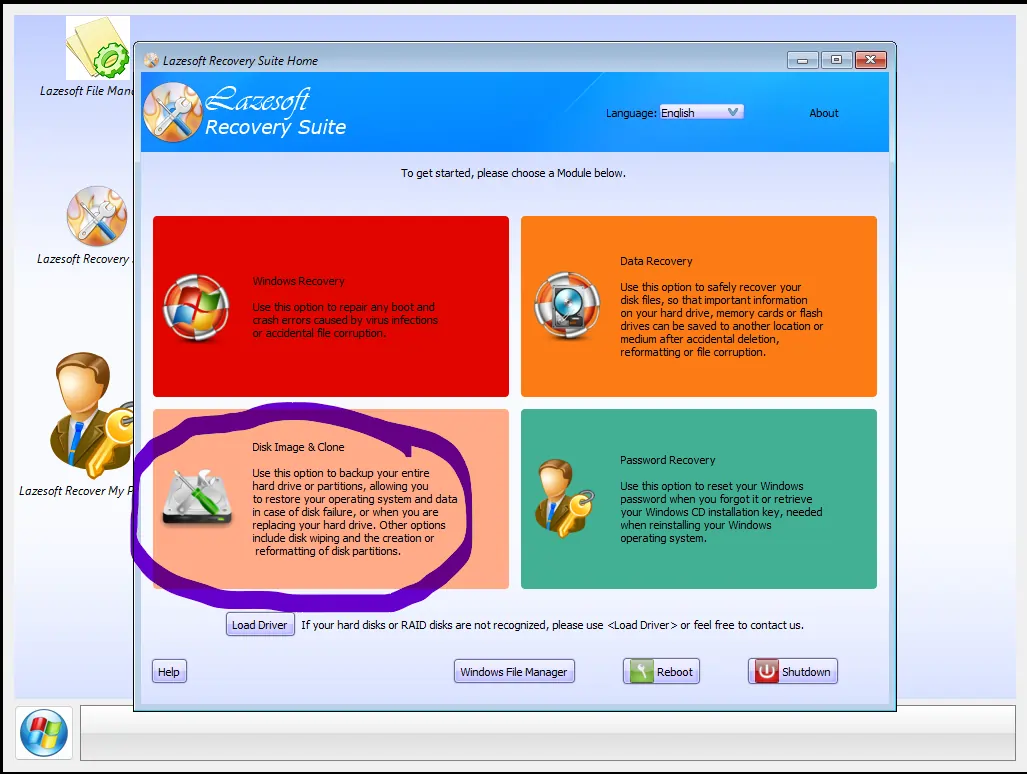 Lazesoft File Man
Lazesoft Recovery
Lazesoft Recover My P
Lazesoft Recovery Suite Home
Lazesoft
Recovery Suite
Language: English
About
To get started, please choose a Module below.
Windows Recovery
Use this option to repair any boot and
crash errors caused by virus infections
or accidental file corruption.
Data Recovery
Use this option to safely recover your
disk files, so that important information
on your hard drive, memory cards or flash
drives can be saved to another location or
medium after accidental deletion,
reformatting or file corruption.
Disk Image & Clone
Use this option to backup your entire
hard drive or partitions, allowing you
to restore your operating system and data
in case of disk failure, or when you are
replacing your hard drive. Other options
include disk wiping and the creation or
reformatting of disk partitions.
Password Recovery
Use this option to reset your Windows
password when you forgot it or retrieve
your Windows CD installation key, needed
when reinstalling your Windows
operating system.
Load Driver If your hard disks or RAID disks are not recognized, please use <Load Driver> or feel free to contact us.
Help Windows File Manager Reboot Shutdown